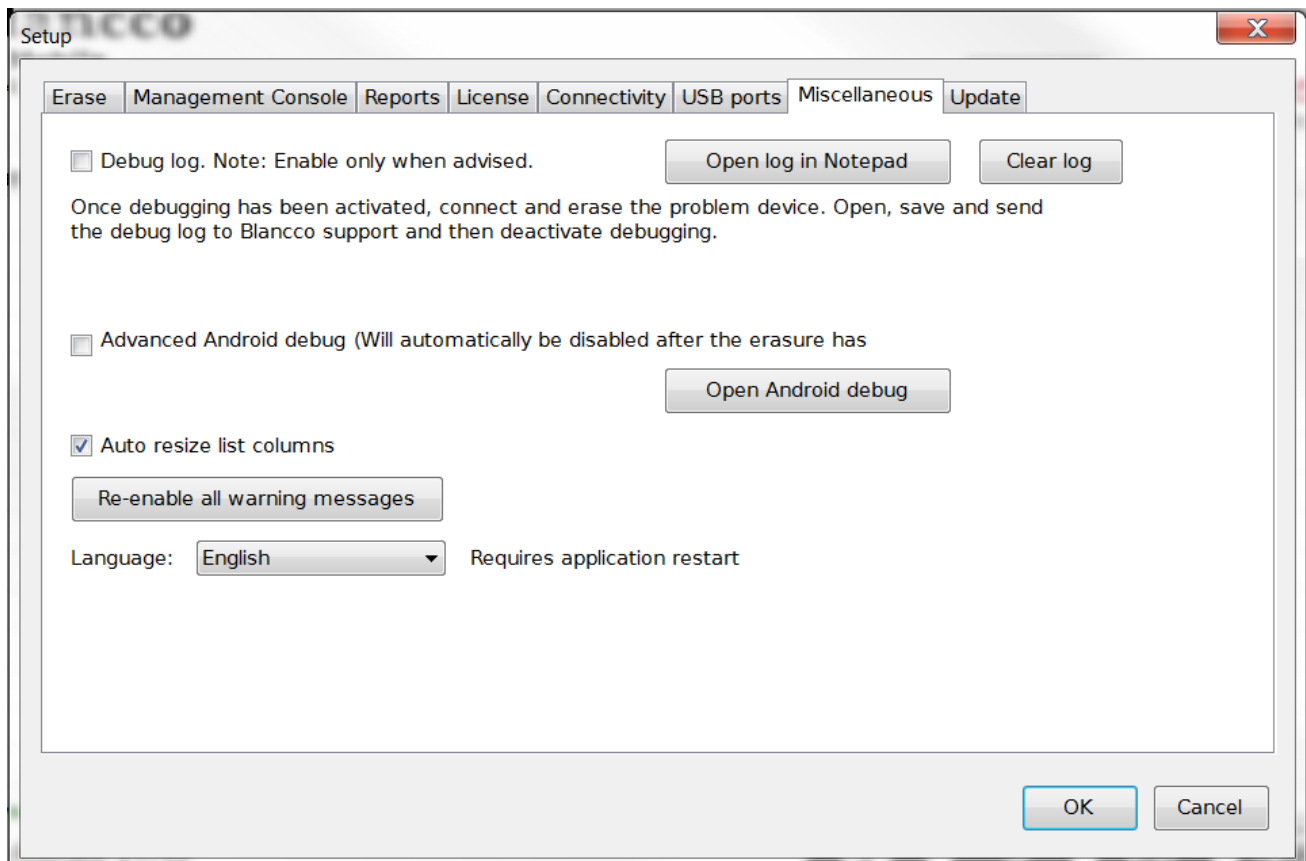 ancco
Setup
Erase Management Console Reports License Connectivity USB ports Miscellaneous Update
Debug log. Note: Enable only when advised. Open log in Notepad Clear log
Once debugging has been activated, connect and erase the problem device. Open, save and send
the debug log to Blancco support and then deactivate debugging.
Advanced Android debug (Will automatically be disabled after the erasure has
Open Android debug
Auto resize list columns
Re-enable all warning messages
Language: English Requires application restart
OK Cancel